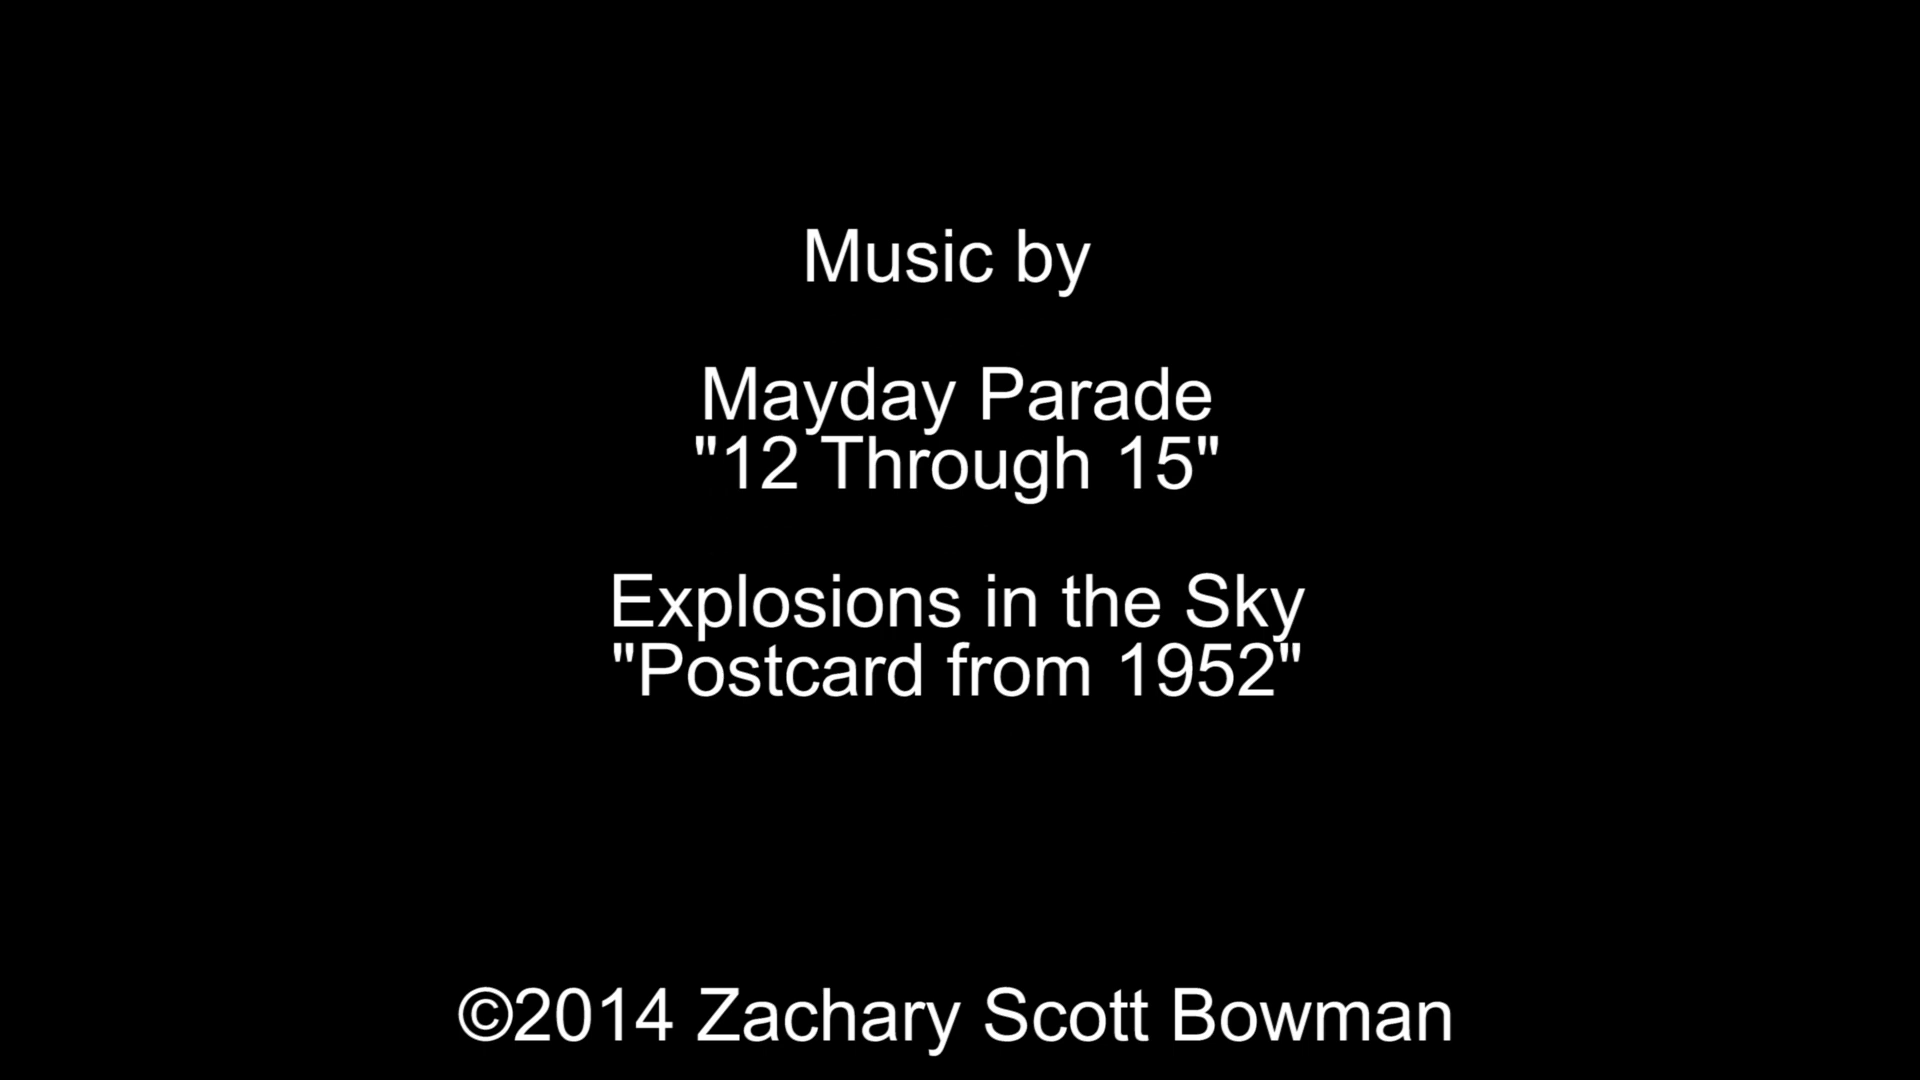 Music by
Mayday Parade
"12 Through 15"
Explosions in the Sky
"Postcard from 1952"
©2014 Zachary Scott Bowman